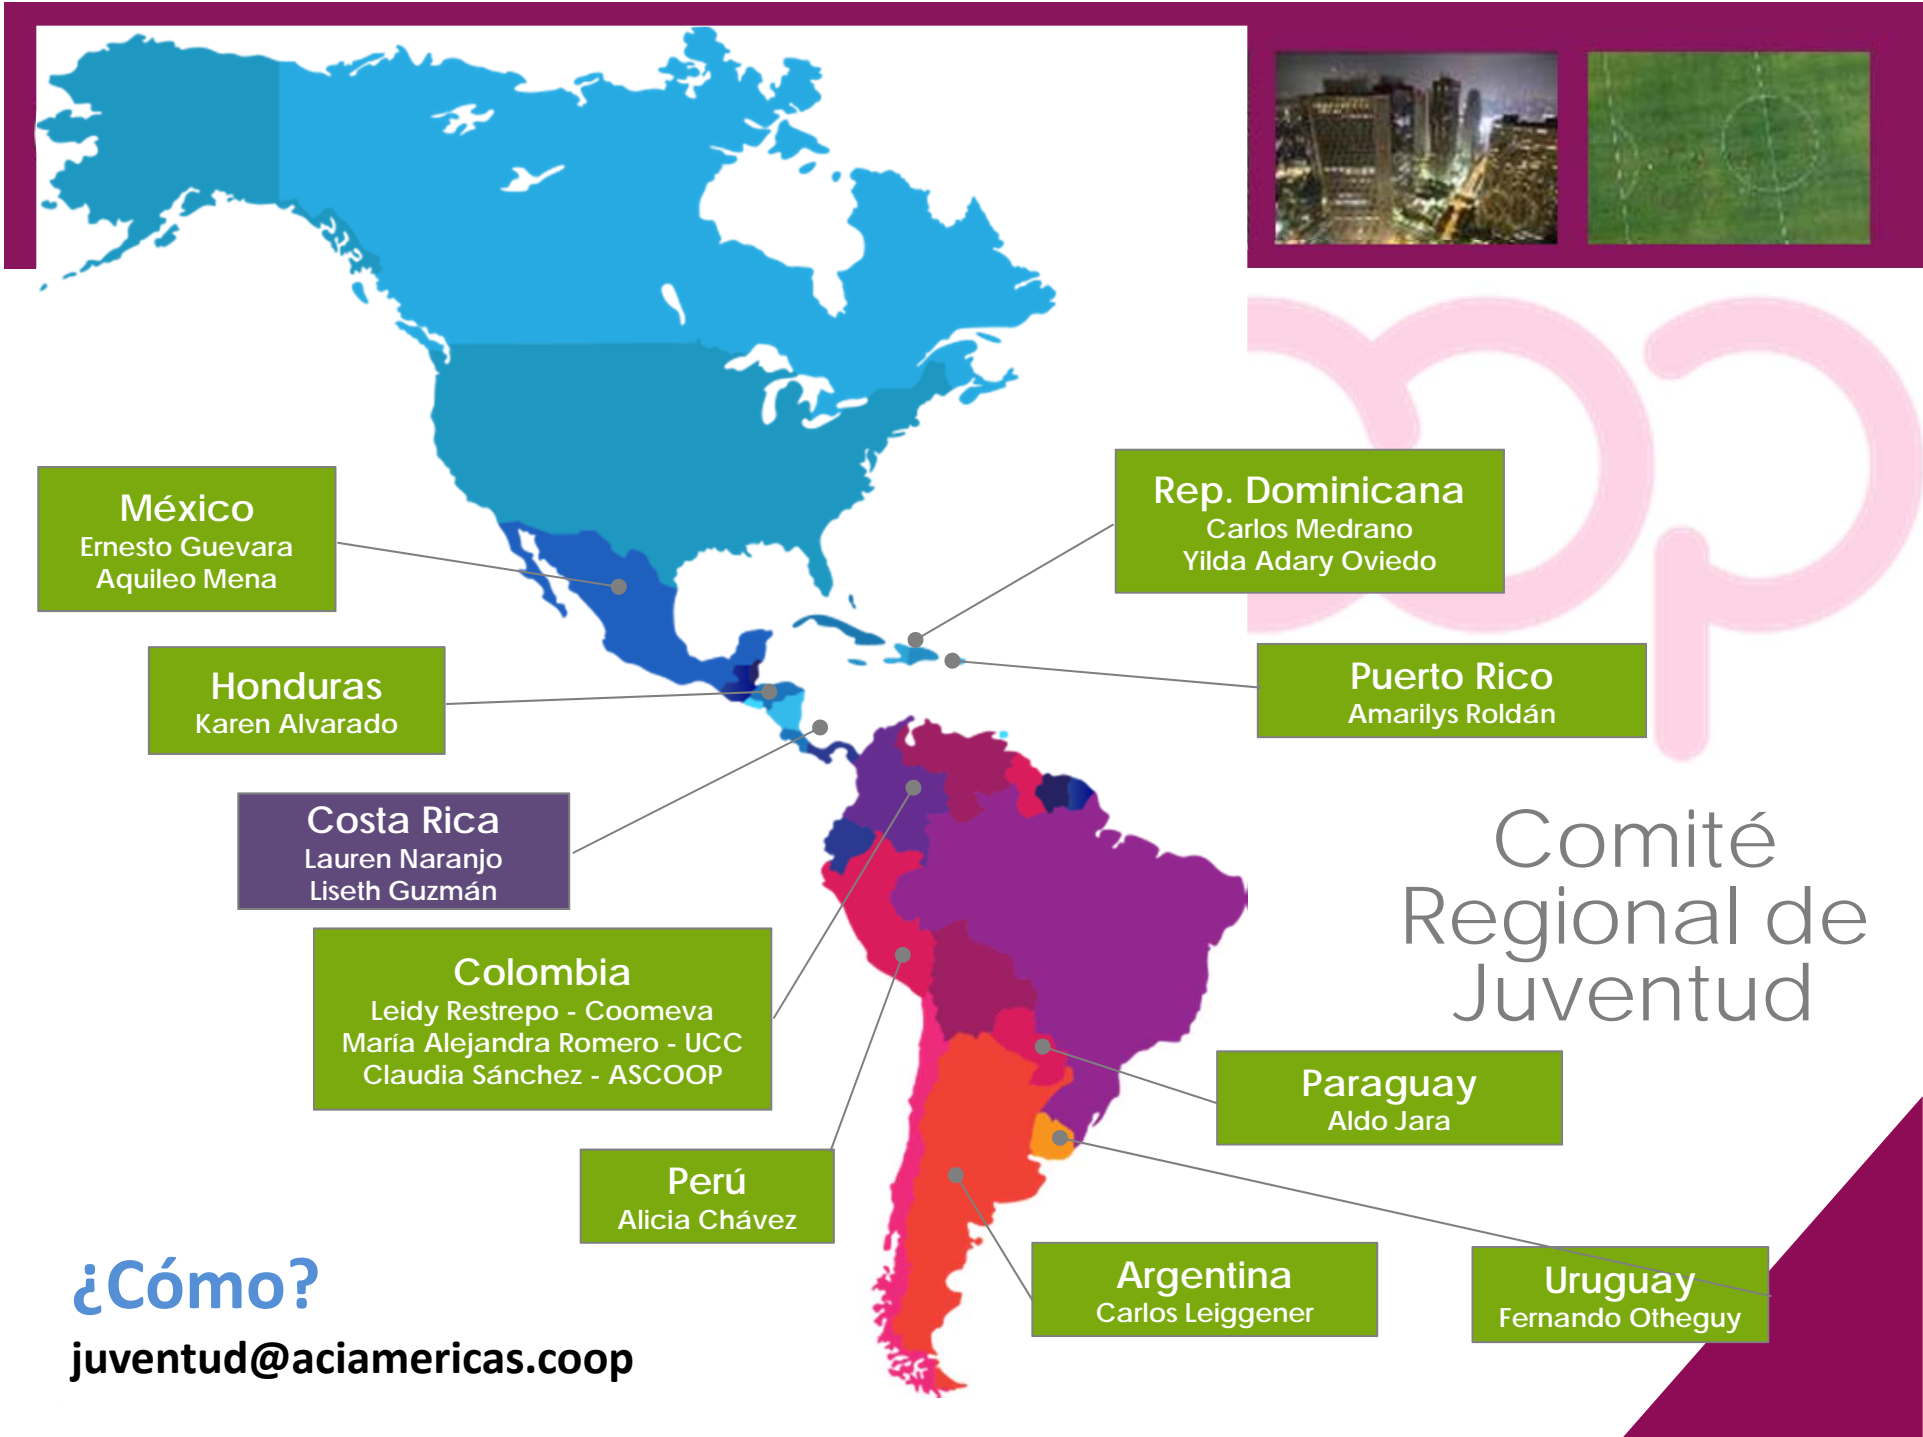 México
Ernesto Guevara
Aquileo Mena
Rep. Dominicana
Carlos Medrano
Yilda Adary Oviedo
Honduras
Karen Alvarado
Puerto Rico
Amarilys Roldán
Costa Rica
Lauren Naranjo
Liseth Guzmán
Comité
Regional de
Juventud
Colombia
Leidy Restrepo - Coomeva
María Alejandra Romero - UCC
Claudia Sánchez - ASCOOP
Paraguay
Aldo Jara
Perú
Alicia Chávez
Argentina
Carlos Leiggener
Uruguay
Fernando Otheguy
¿Cómo?
juventud@aciamericas.coop